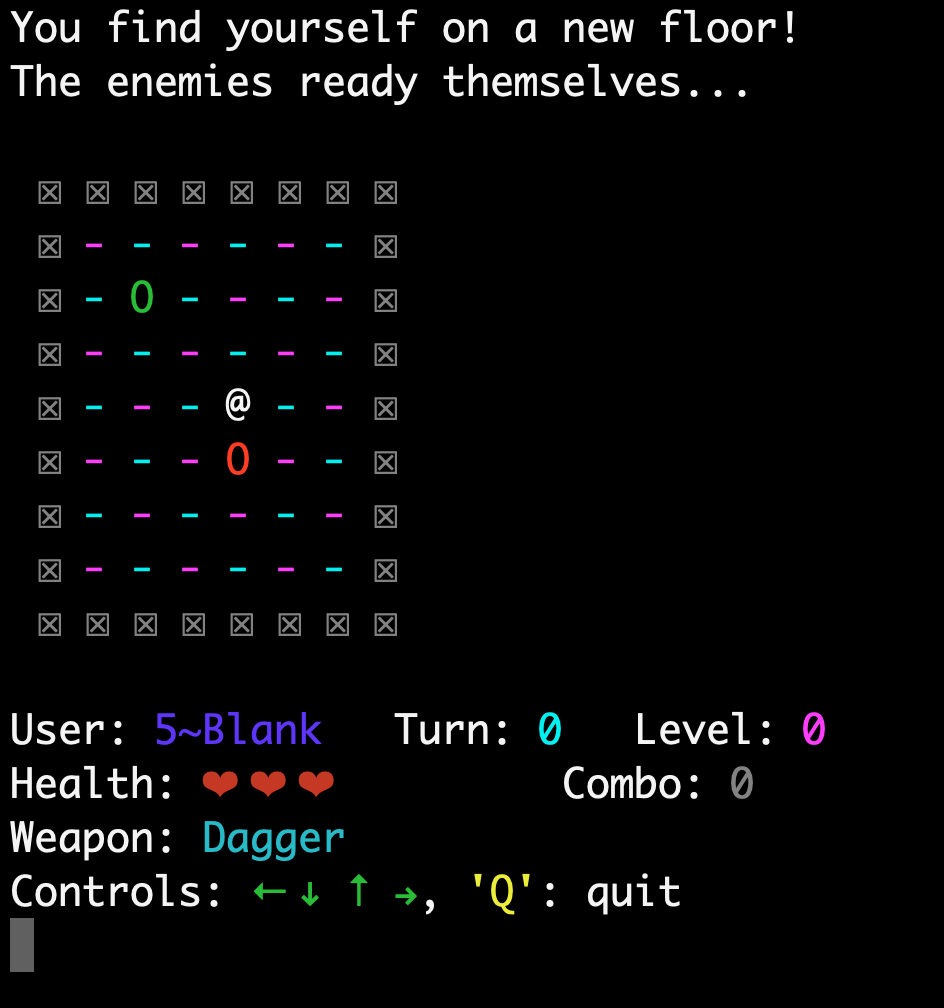 You find yourself on a new floor!
The enemies ready themselves...
☒ ☒ ☒ ☒ ☒ ☒ ☒ ☒
☒ - - - - - - ☒
☒ - O - - - - ☒
☒ - - - - - - ☒
☒ - - - @ - - ☒
☒ - - - O - - ☒
☒ - - - - - - ☒
☒ - - - - - - ☒
☒ ☒ ☒ ☒ ☒ ☒ ☒ ☒
User: 5~Blank   Turn: 0   Level: 0
Health: ❤ ❤ ❤   Combo: 0
Weapon: Dagger
Controls: ← ↓ ↑ →, 'Q': quit